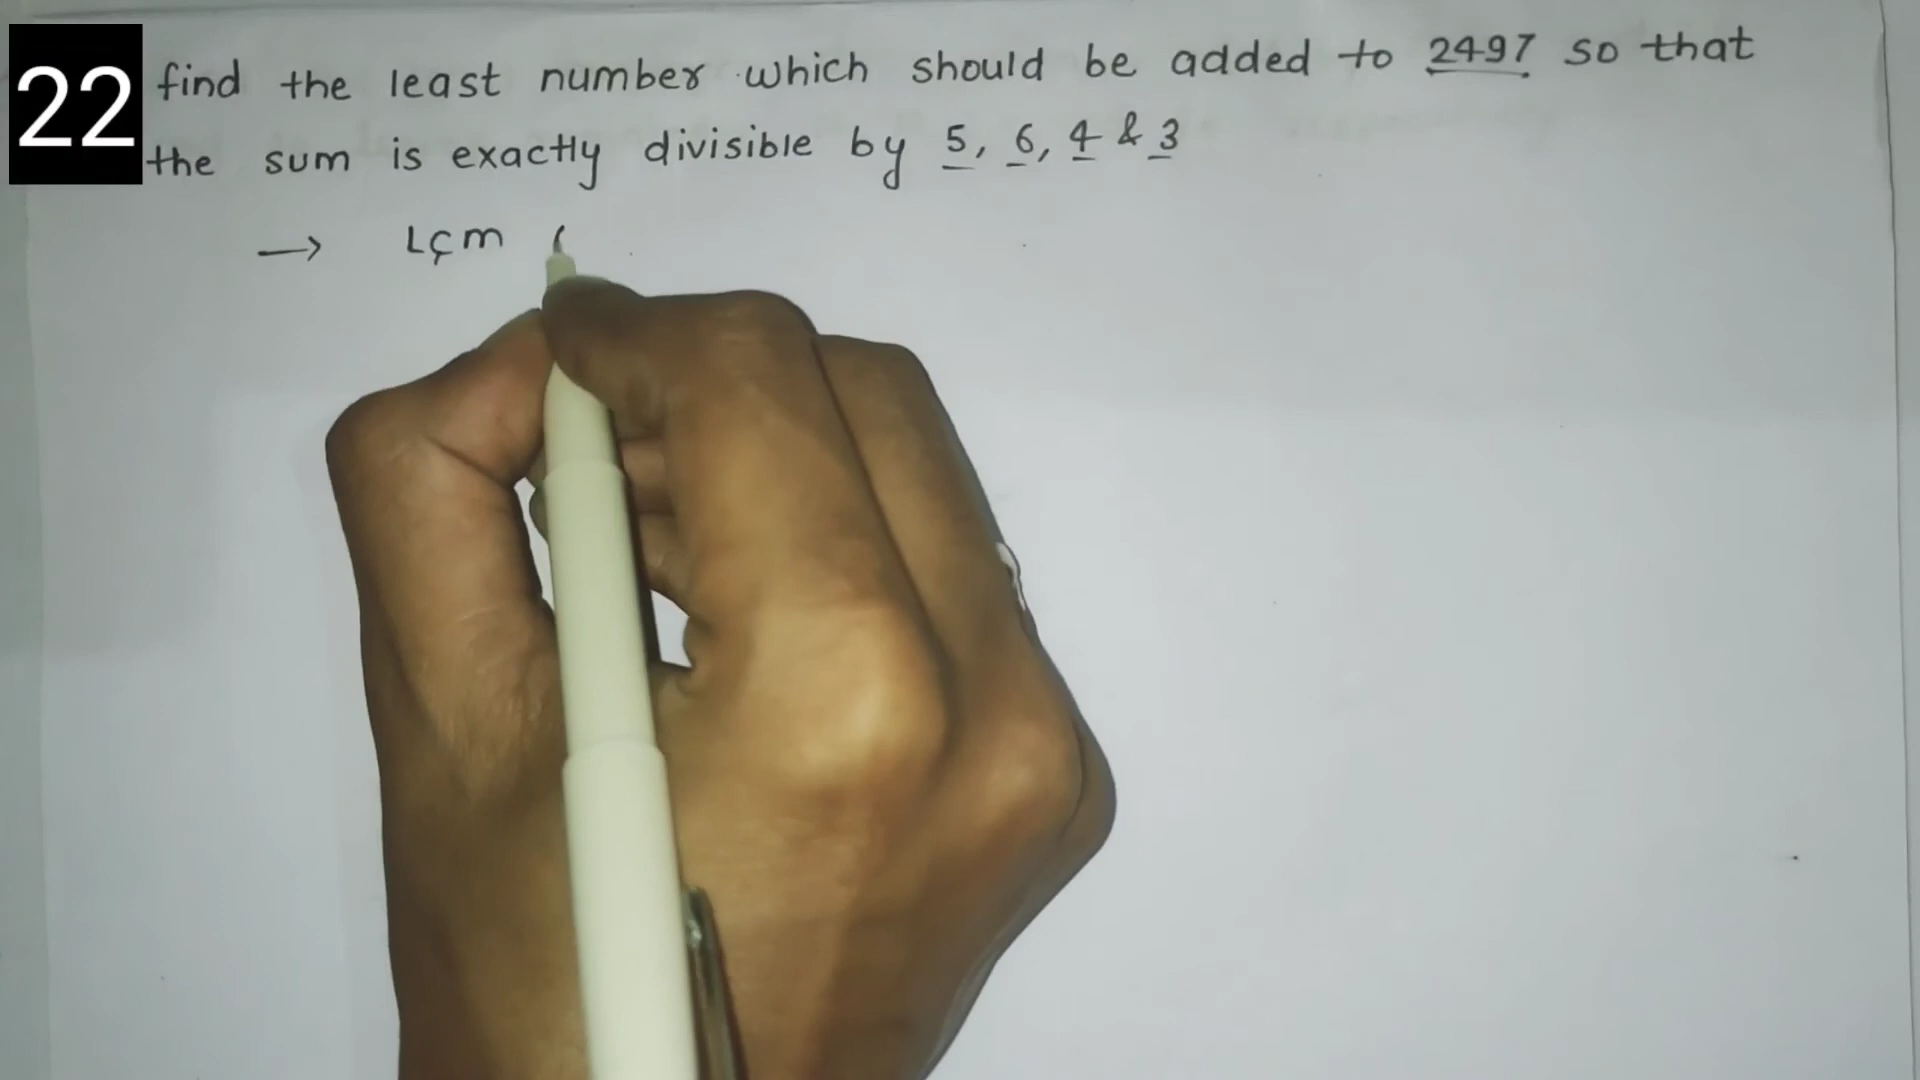 22 find the least number which should be added to 2497 so that
the sum is exactly divisible by 5, 6, 4 & 3
→ LCM (